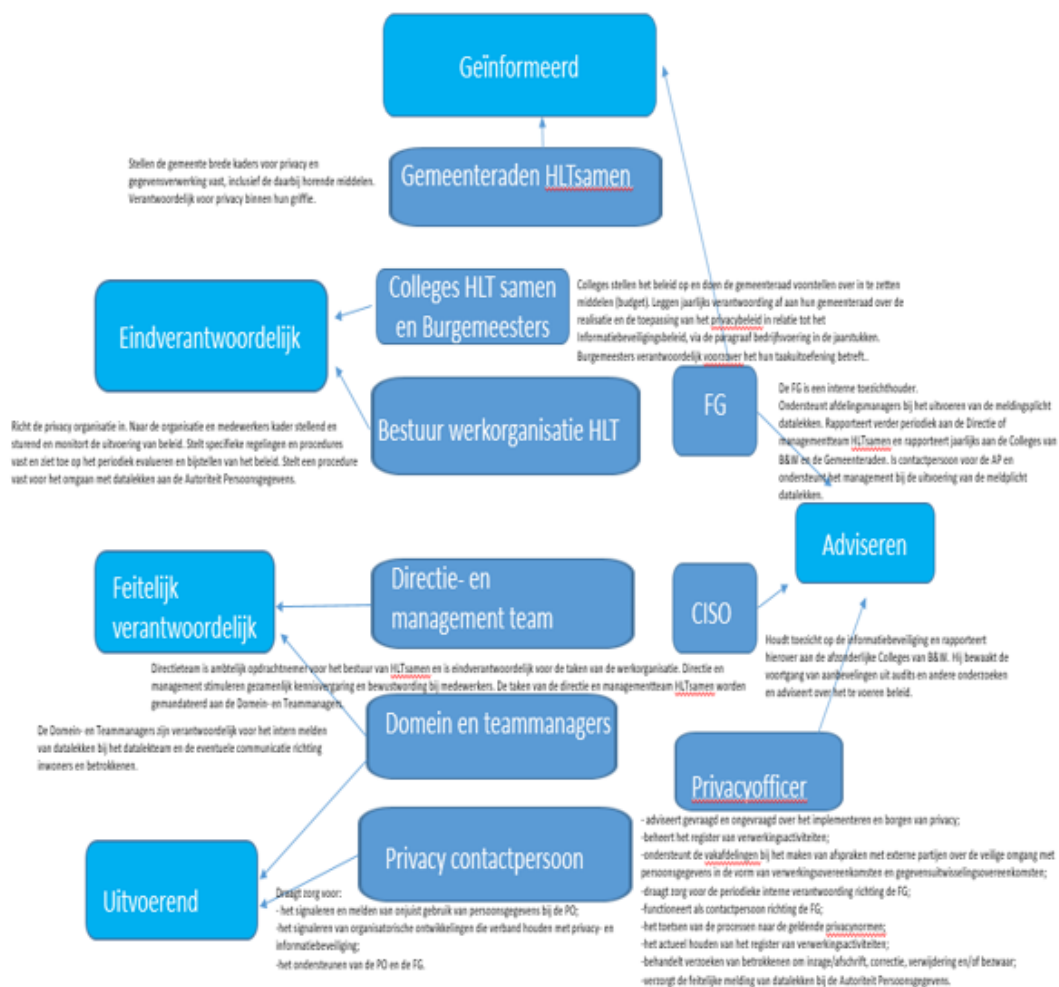 Geïnformeerd
Stellen de gemeente brede kaders voor privacy en
gegevensverwerking vast, inclusief de daarbij horende middelen.
Verantwoordelijk voor privacy binnen hun griffie.
Gemeenteraden HLTsamen
Colleges HLT samen
en Burgemeesters
Colleges stellen het beleid op en doen de gemeenteraad voorstellen over in te zetten
middelen (budget). Leggen jaarlijks verantwoording af aan hun gemeenteraad over de
realisatie en de toepassing van het privacybeleid in relatie tot het
Informatiebeveiligingsbeleid, via de paragraaf bedrijfsvoering in de jaarstukken.
Burgemeesters verantwoordelijk voorzover het hun taakuitoefening betreft..
Eindverantwoordelijk
Bestuur werkorganisatie HLT
Richt de privacy organisatie in. Naar de organisatie en medewerkers kader stellend en
sturend en monitort de uitvoering van beleid. Stelt specifieke regelingen en procedures
vast en ziet toe op het periodiek evalueren en bijstellen van het beleid. Stelt een procedure
vast voor het omgaan met datalekken aan de Autoriteit Persoonsgegevens.
FG
De FG is een interne toezichthouder.
Ondersteunt afdelingsmanagers bij het uitvoeren van de meldingsplicht
datalekken. Rapporteert verder periodiek aan de Directie of
managementteam HLTsamen en rapporteert jaarlijks aan de Colleges van
B&W en de Gemeenteraden. Is contactpersoon voor de AP en
ondersteunt het management bij de uitvoering van de meldplicht
datalekken.
Adviseren
Feitelijk
verantwoordelijk
Directie- en
management team
CISO
Houdt toezicht op de informatiebeveiliging en rapporteert
hierover aan de afzonderlijke Colleges van B&W. Hij bewaakt de
voortgang van aanbevelingen uit audits en andere onderzoeken
en adviseert over het te voeren beleid.
Directieteam is ambtelijk opdrachtnemer voor het bestuur van HLTsamen en is eindverantwoordelijk voor de taken van de werkorganisatie. Directie en
management stimuleren gezamenlijk kennisvergaring en bewustwording bij medewerkers. De taken van de directie en managementteam HLTsamen worden
gemandateerd aan de Domein- en Teammanagers.
Domein en teammanagers
De Domein- en Teammanagers zijn verantwoordelijk voor het intern melden
van datalekken bij het datalekteam en de eventuele communicatie richting
inwoners en betrokkenen.
Privacyofficer
- adviseert gevraagd en ongevraagd over het implementeren en borgen van privacy;
-beheert het register van verwerkingsactiviteiten;
-ondersteunt de vakafdelingen bij het maken van afspraken met externe partijen over de veilige omgang met
persoonsgegevens in de vorm van verwerkingsovereenkomsten en gegevensuitwisselingsovereenkomsten;
-draagt zorg voor de periodieke interne verantwoording richting de FG;
-functioneert als contactpersoon richting de FG;
-het toetsen van de processen naar de geldende privacynormen;
-het actueel houden van het register van verwerkingsactiviteiten;
-behandelt verzoeken van betrokkenen om inzage/afschrift, correctie, verwijdering en/of bezwaar;
-verzorgt de feitelijke melding van datalekken bij de Autoriteit Persoonsgegevens.
Privacy contactpersoon
Uitvoerend
Draagt zorg voor:
- het signaleren en melden van onjuist gebruik van persoonsgegevens bij de PO;
-het signaleren van organisatorische ontwikkelingen die verband houden met privacy- en
informatiebeveiliging;
-het ondersteunen van de PO en de FG.